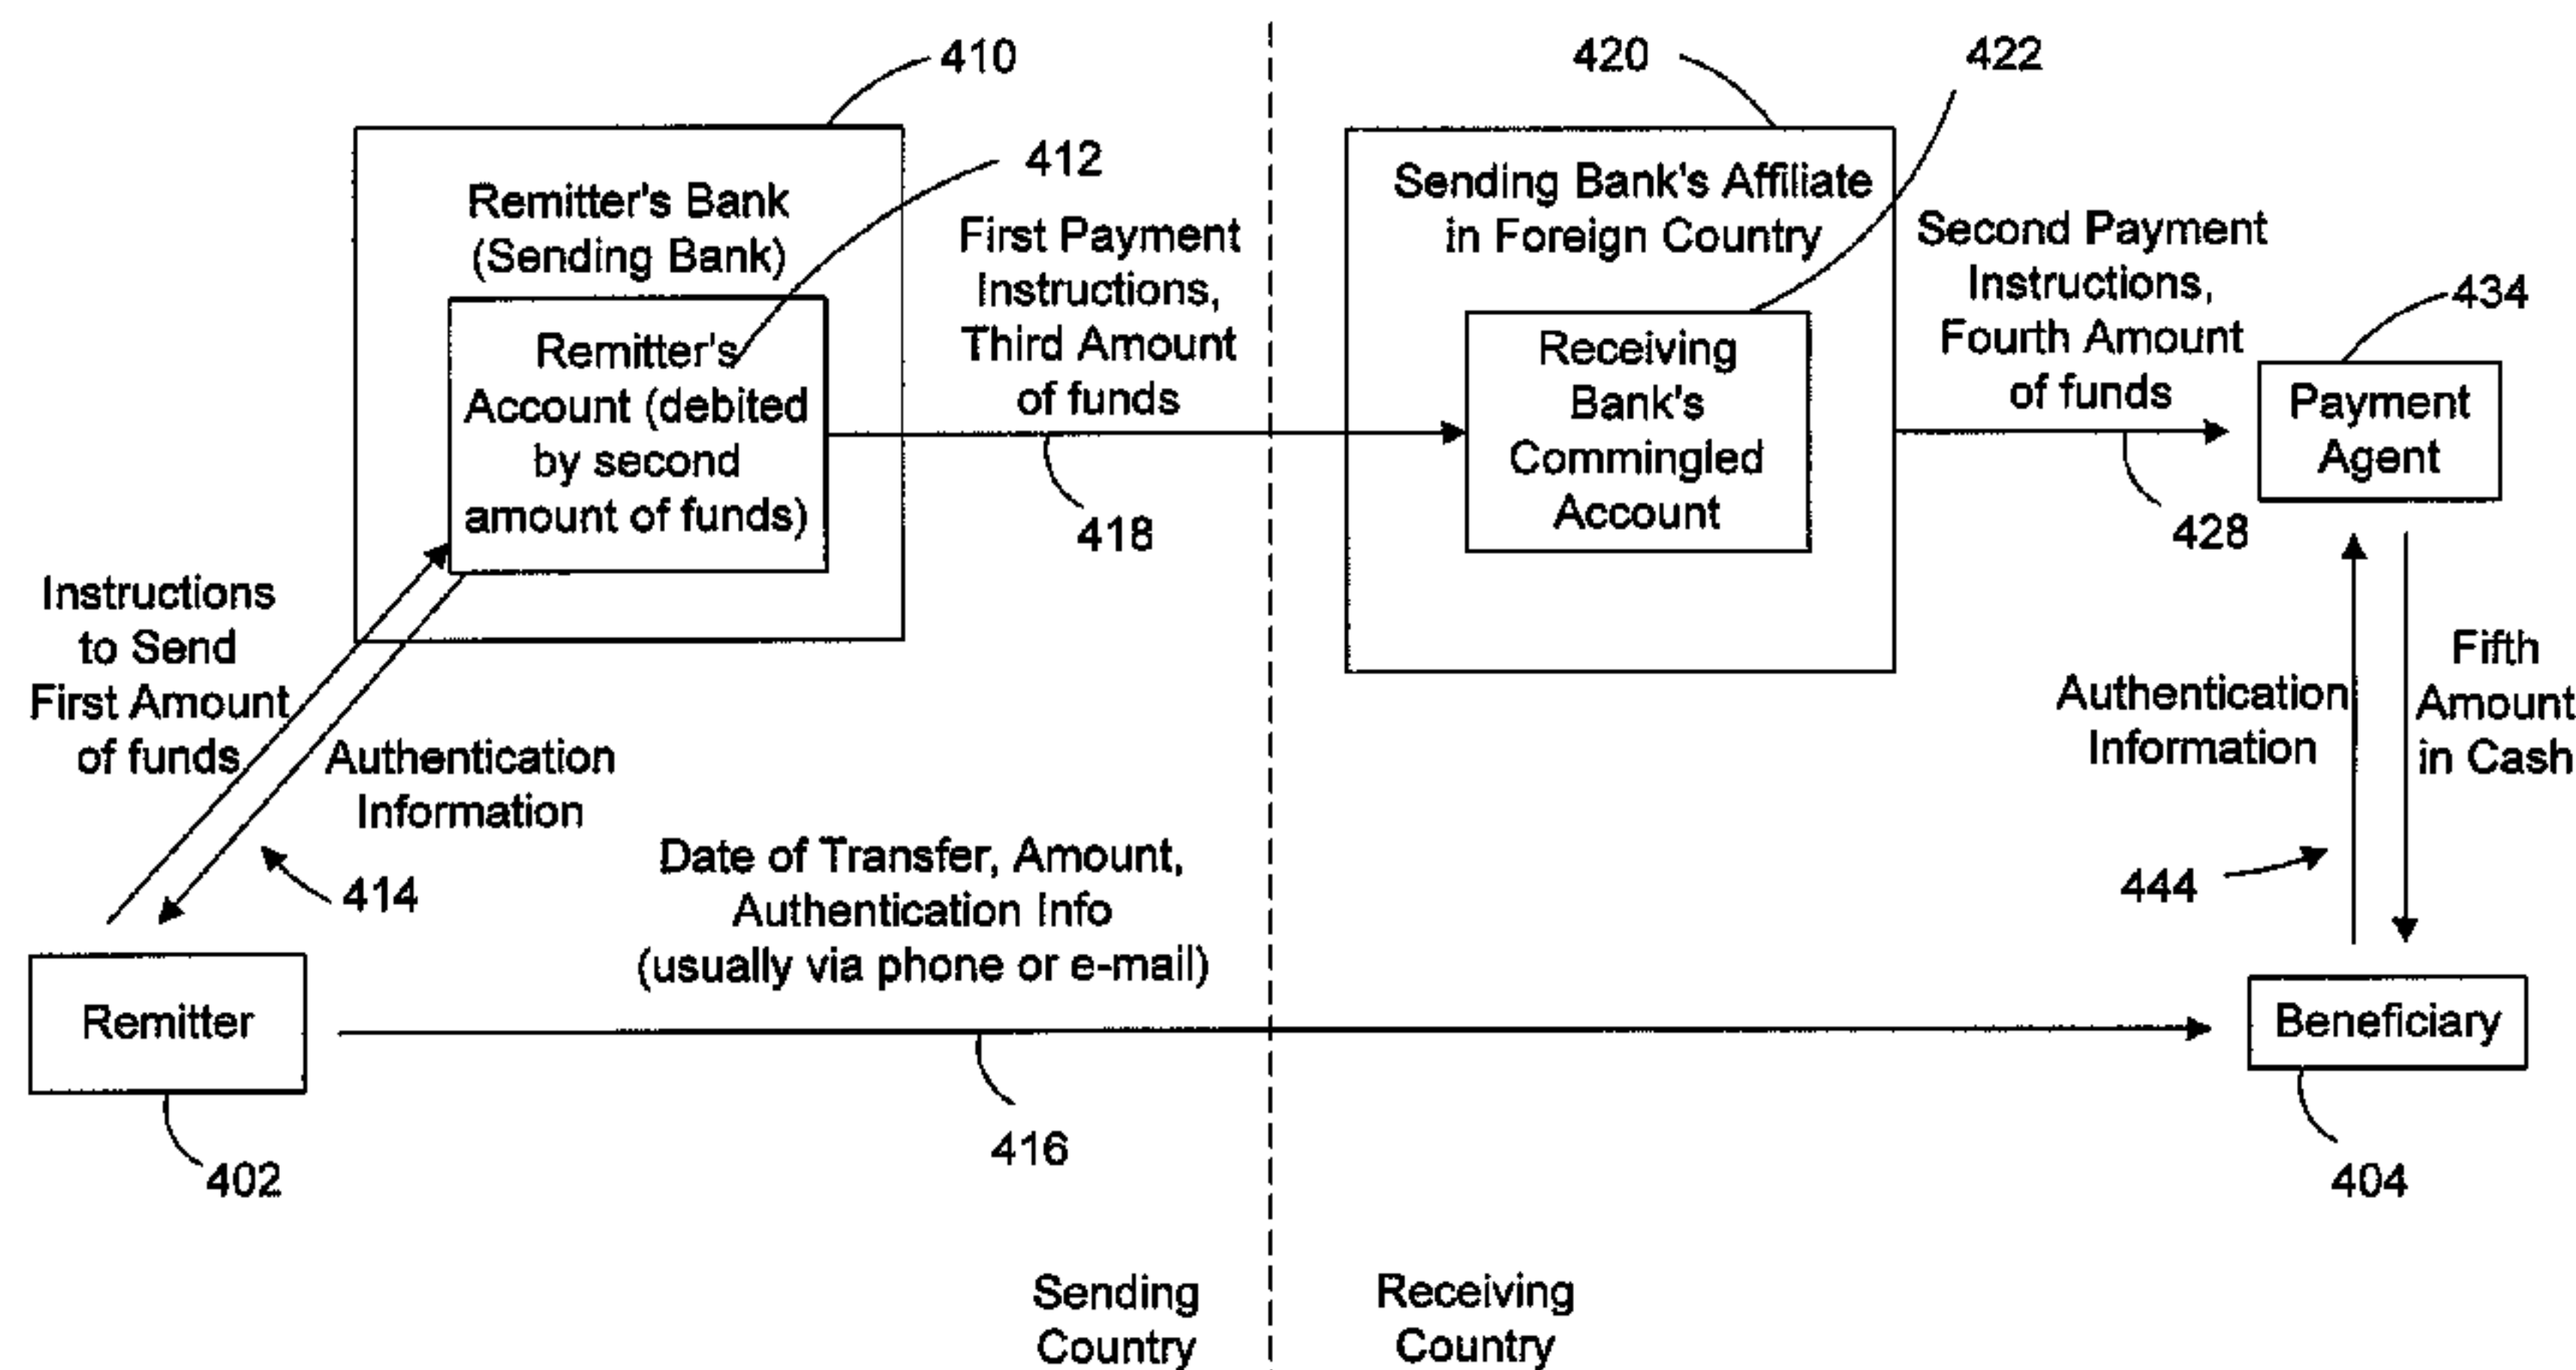 410
420
422
412
Remitter's Bank
(Sending Bank)
Remitter's
Account (debited
by second
amount of funds)
First Payment
Instructions,
Third Amount
of funds
418
Sending Bank's Affiliate
in Foreign Country
Receiving
Bank's
Commingled
Account
Second Payment
Instructions,
Fourth Amount
of funds
428
434
Payment
Agent
Instructions
to Send
First Amount
of funds
Authentication
Information
414
Date of Transfer, Amount,
Authentication Info
(usually via phone or e-mail)
416
Authentication
Information
444
Fifth
Amount
in Cash
Remitter
402
Beneficiary
404
Sending
Country
Receiving
Country